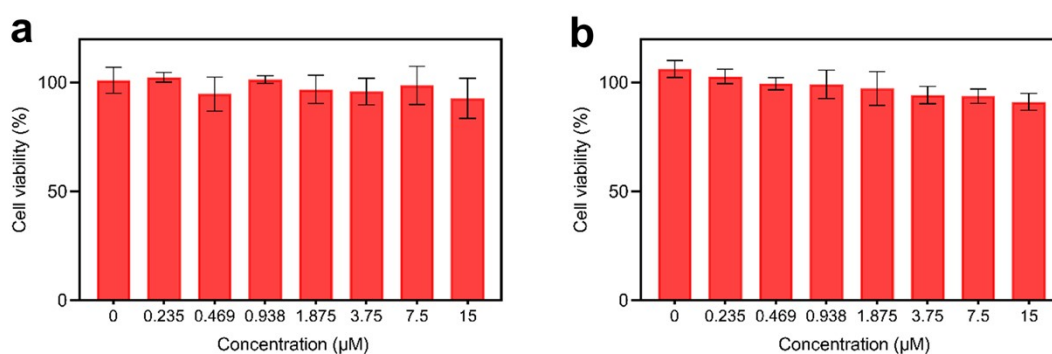 a
Cell viability (%)
100
50
0
0 0.235 0.469 0.938 1.875 3.75 7.5 15
Concentration (µM)
b
Cell viability (%)
100
50
0
0 0.235 0.469 0.938 1.875 3.75 7.5 15
Concentration (µM)